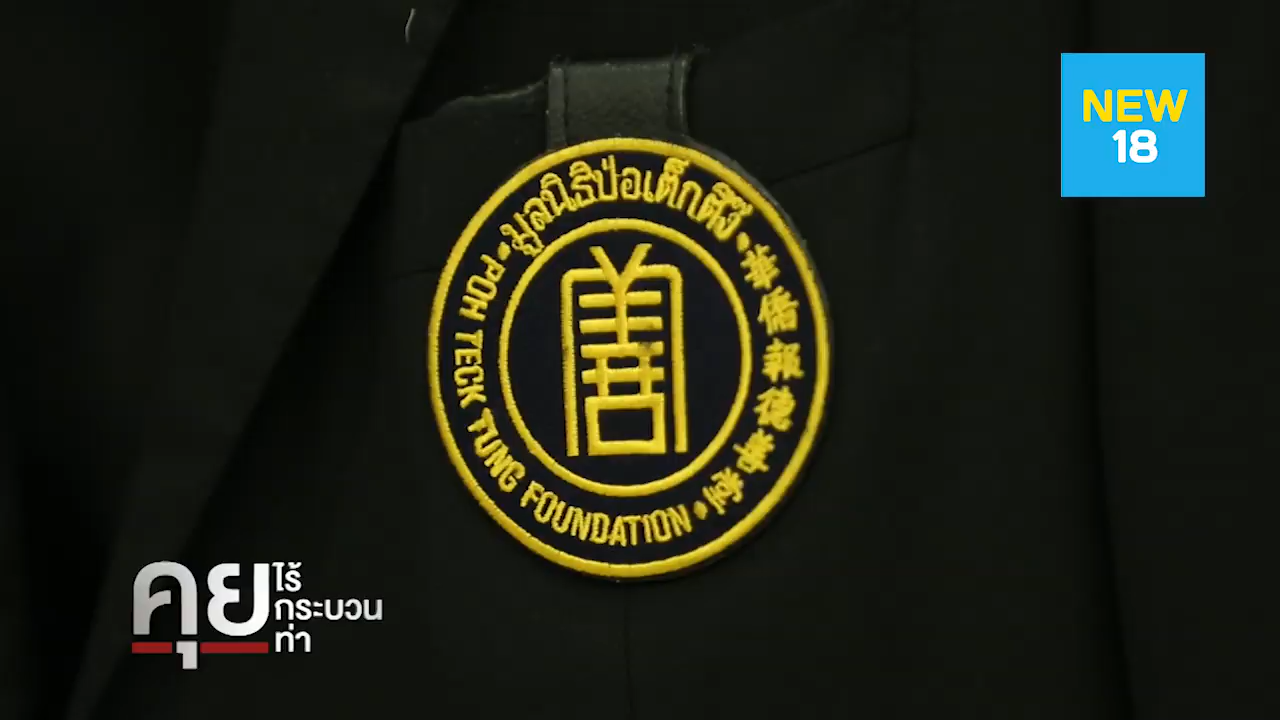 NEW
18
มูลนิธิป่อเต็กตึ๊ง
華僑報德善堂
POH TECK TUNG FOUNDATION
善
คุยไร้
กระบวน
ท่า